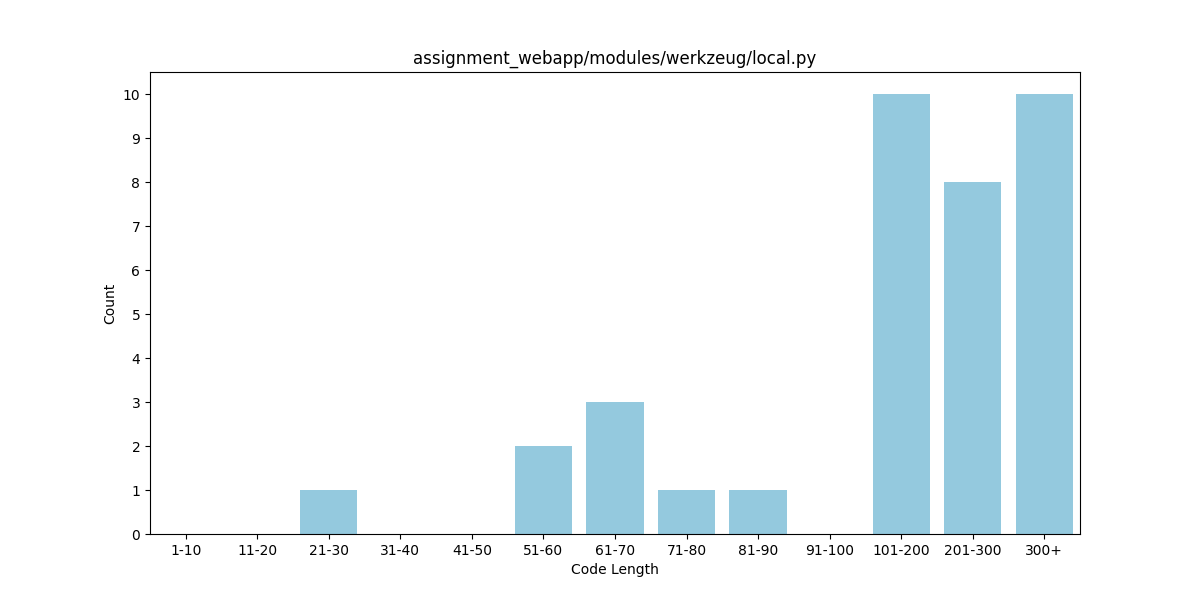 assignment_webapp/modules/werkzeug/local.py
Count
10
9
8
7
6
5
4
3
2
1
0
1-10 11-20 21-30 31-40 41-50 51-60 61-70 71-80 81-90 91-100 101-200 201-300 300+
Code Length